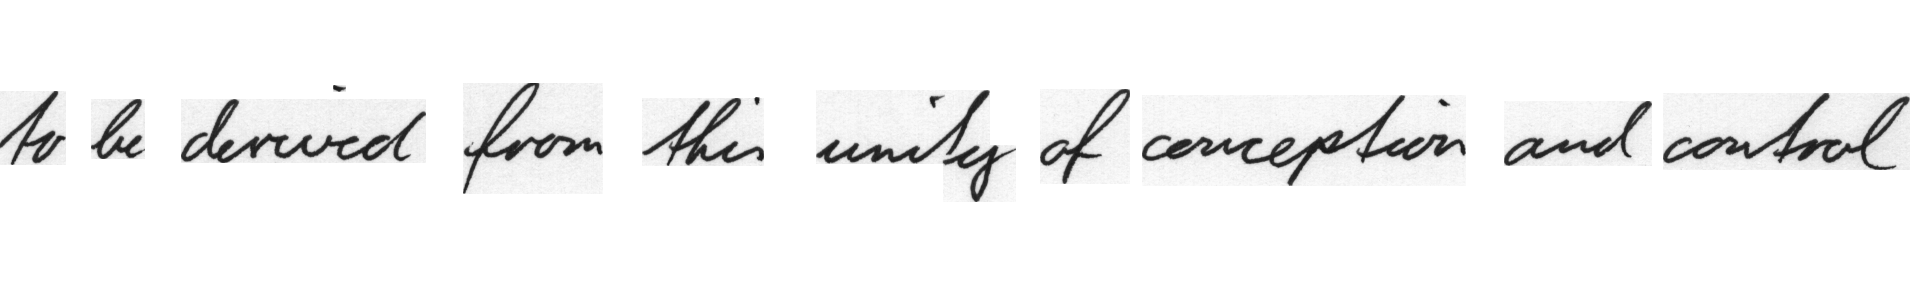 to be derived from this unity of conception and control